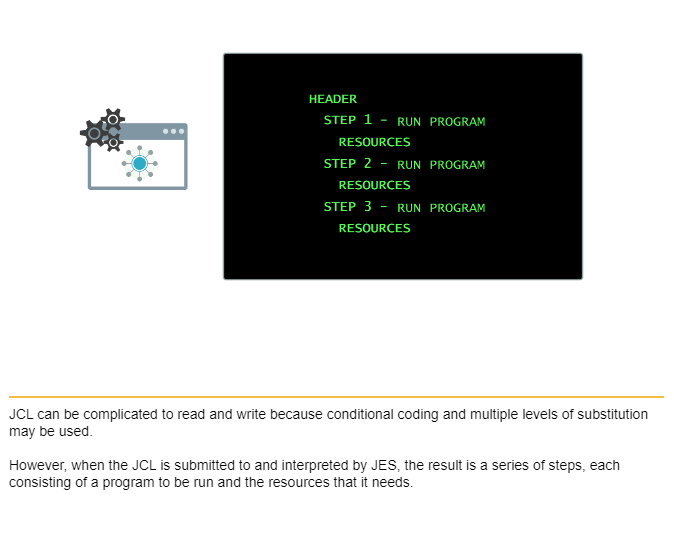 HEADER
STEP 1 - RUN PROGRAM
RESOURCES
STEP 2 - RUN PROGRAM
RESOURCES
STEP 3 - RUN PROGRAM
RESOURCES
JCL can be complicated to read and write because conditional coding and multiple levels of substitution
may be used.
However, when the JCL is submitted to and interpreted by JES, the result is a series of steps, each
consisting of a program to be run and the resources that it needs.